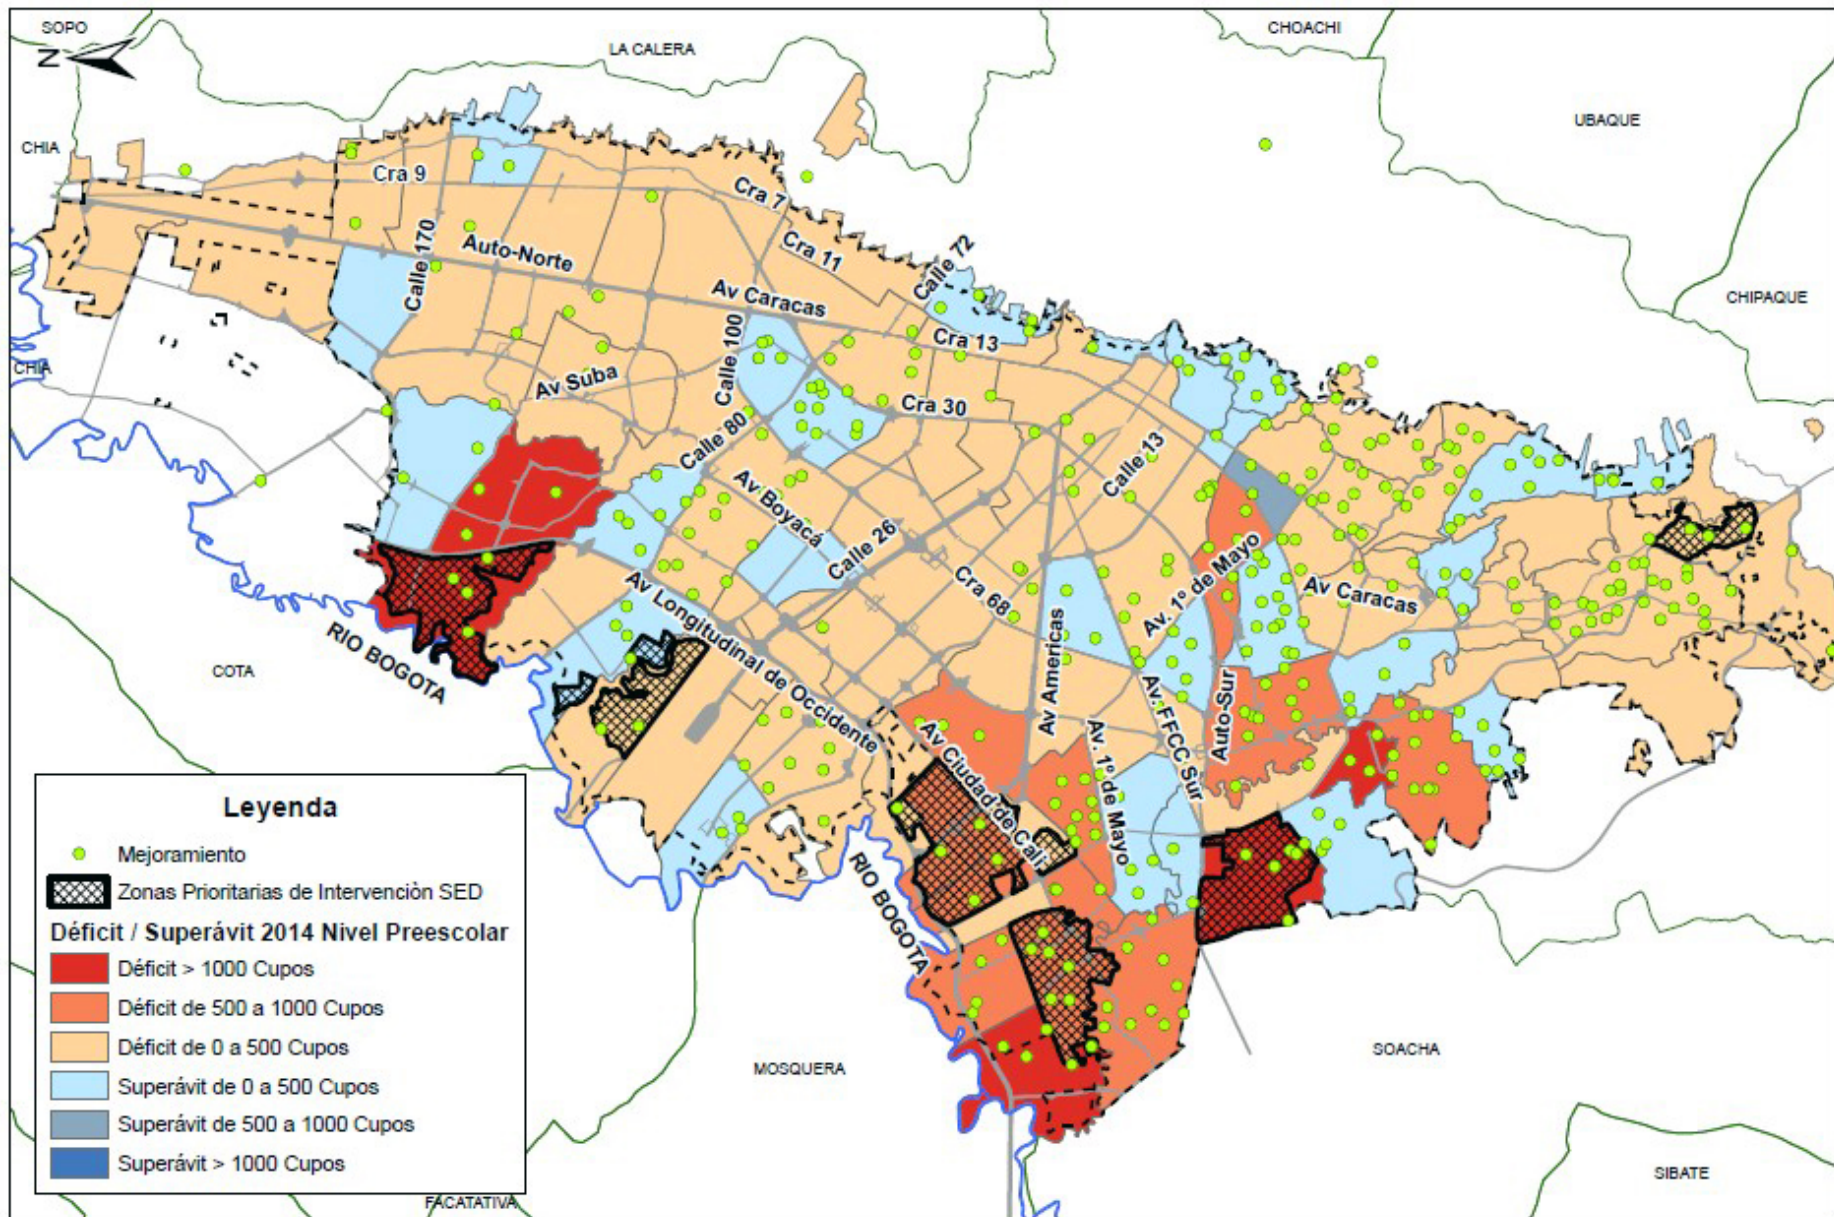 SOPO
CHOACHI
N
LA CALERA
UBAQUE
CHIA
Cra 9
Cra 7
Calle 170
Auto-Norte
Cra 11
Calle 72
CHIPAQUE
Av Caracas
CHIA
Calle 100
Cra 13
Av Suba
Cra 30
Calle 80
Calle 13
Av Boyacá
Calle 26
Av. 1º de Mayo
Cra 68
Av Caracas
Av Longitudinal de Occidente
RIO BOGOTA
COTA
Av Americas
Av. FFCC Sur
Auto-Sur
Av Ciudad de Cali
Av. 1º de Mayo
RIO BOGOTA
MOSQUERA
SOACHA
SIBATE
FACATATIVA
Leyenda
Mejoramiento
Zonas Prioritarias de Intervenciòn SED
Déficit / Superávit 2014 Nivel Preescolar
Déficit > 1000 Cupos
Déficit de 500 a 1000 Cupos
Déficit de 0 a 500 Cupos
Superávit de 0 a 500 Cupos
Superávit de 500 a 1000 Cupos
Superávit > 1000 Cupos